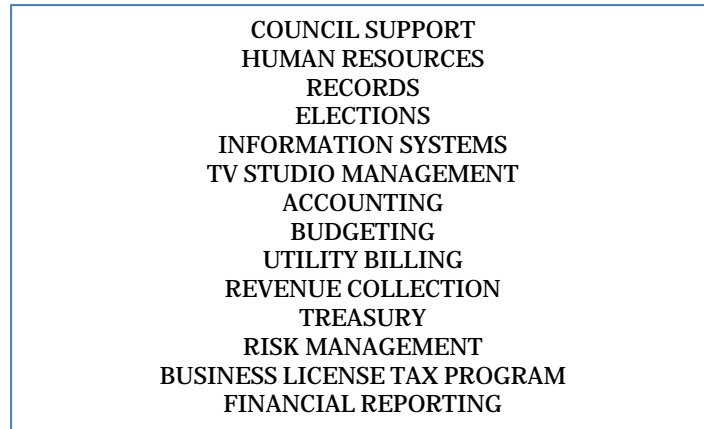 COUNCIL SUPPORT
HUMAN RESOURCES
RECORDS
ELECTIONS
INFORMATION SYSTEMS
TV STUDIO MANAGEMENT
ACCOUNTING
BUDGETING
UTILITY BILLING
REVENUE COLLECTION
TREASURY
RISK MANAGEMENT
BUSINESS LICENSE TAX PROGRAM
FINANCIAL REPORTING